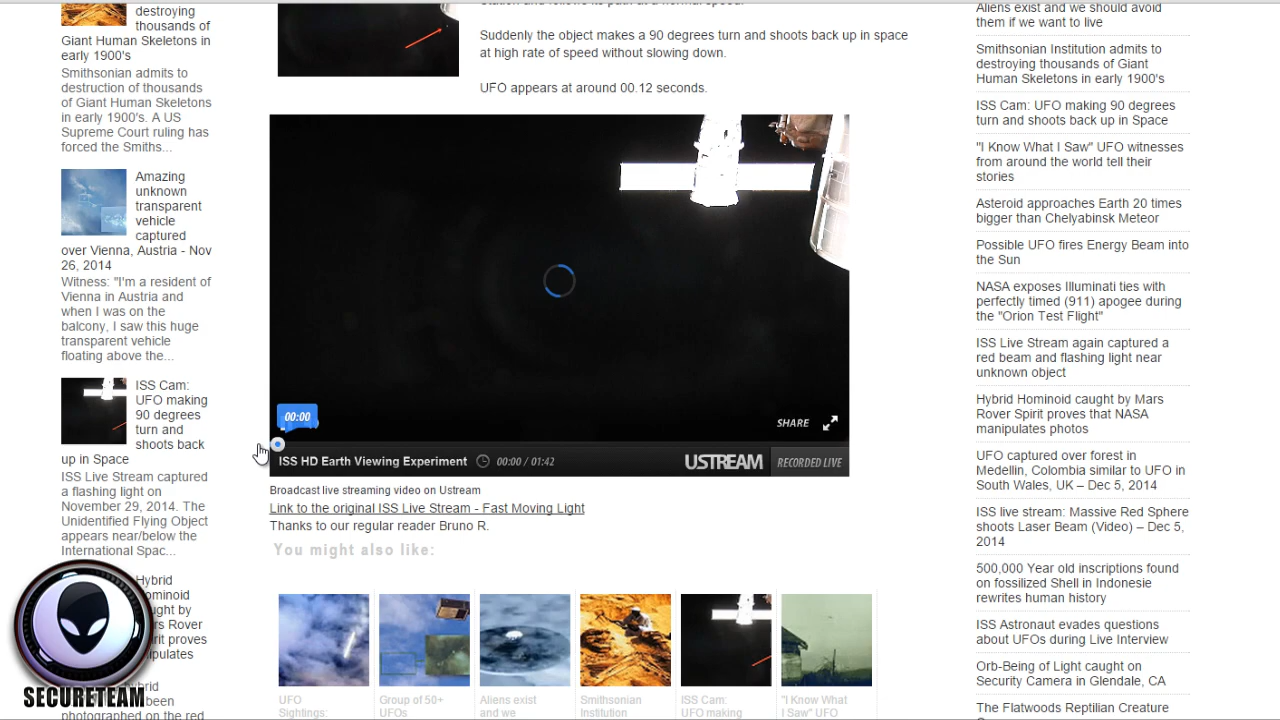 destroying
thousands of
Giant Human Skeletons in
early 1900's
Smithsonian admits to
destruction of thousands
of Giant Human Skeletons
in early 1900's. A US
Supreme Court ruling has
forced the Smiths...
Amazing
unknown
transparent
vehicle
captured
over Vienna, Austria - Nov
26, 2014
Witness: "I'm a resident of
Vienna in Austria and
when I was on the
balcony, I saw this huge
transparent vehicle
floating above the...
ISS Cam:
UFO making
90 degrees
turn and
shoots back
up in Space
ISS Live Stream captured
a flashing light on
November 29, 2014. The
Unidentified Flying Object
appears near/below the
International Spac...
Hybrid
SECURETEAM
photographed on the red
Suddenly the object makes a 90 degrees turn and shoots back up in space
at high rate of speed without slowing down.
UFO appears at around 00.12 seconds.
00:00
SHARE
ISS HD Earth Viewing Experiment
00:00 / 01:42
USTREAM
RECORDED LIVE
Broadcast live streaming video on Ustream
Link to the original ISS Live Stream - Fast Moving Light
Thanks to our regular reader Bruno R.
You might also like:
UFO
Sightings:
Group of 50+
UFOs
Aliens exist
and we
Smithsonian
Institution
ISS Cam:
UFO making
"I Know What
I Saw" UFO
Aliens exist and we should avoid
them if we want to live
Smithsonian Institution admits to
destroying thousands of Giant
Human Skeletons in early 1900's
ISS Cam: UFO making 90 degrees
turn and shoots back up in Space
"I Know What I Saw" UFO witnesses
from around the world tell their
stories
Asteroid approaches Earth 20 times
bigger than Chelyabinsk Meteor
Possible UFO fires Energy Beam into
the Sun
NASA exposes Illuminati ties with
perfectly timed (911) apogee during
the "Orion Test Flight"
ISS Live Stream again captured a
red beam and flashing light near
unknown object
Hybrid Hominoid caught by Mars
Rover Spirit proves that NASA
manipulates photos
UFO captured over forest in
Medellin, Colombia similar to UFO in
South Wales, UK – Dec 5, 2014
ISS live stream: Massive Red Sphere
shoots Laser Beam (Video) – Dec 5,
2014
500,000 Year old inscriptions found
on fossilized Shell in Indonesie
rewrites human history
ISS Astronaut evades questions
about UFOs during Live Interview
Orb-Being of Light caught on
Security Camera in Glendale, CA
The Flatwoods Reptilian Creature